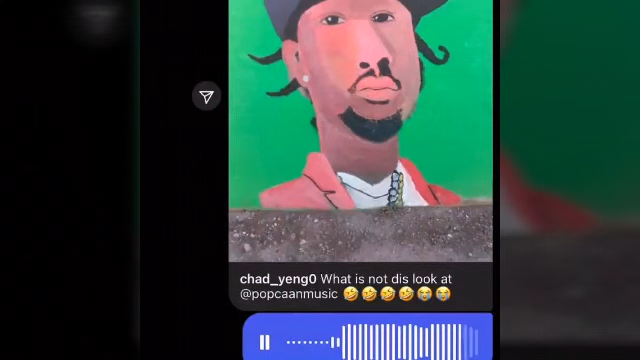 chad_yeng0 What is not dis look at
@popcaanmusic 🤣🤣🤣🤣😭😭